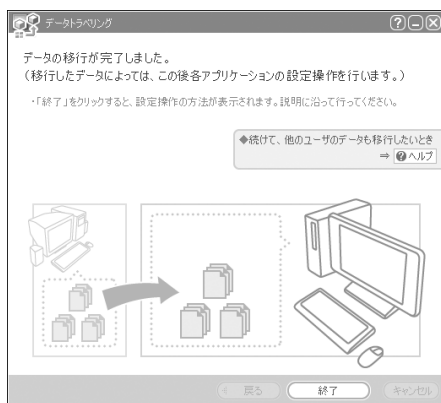 データトラベリング
データの移行が完了しました。
(移行したデータによっては、この後各アプリケーションの設定操作を行います。)
・「終了」をクリックすると、設定操作の方法が表示されます。説明に沿って行ってください。
◆続けて、他のユーザのデータも移行したいとき
⇒ ?ヘルプ
戻る 終了 キャンセル